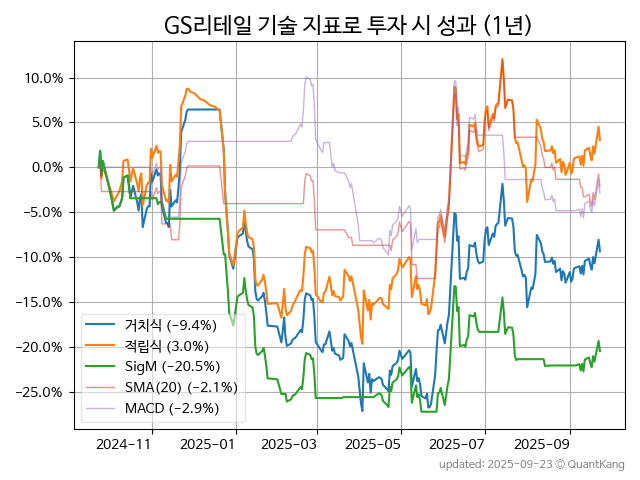 GS리테일 기술 지표로 투자 시 성과 (1년)
10.0%
5.0%
0.0%
−5.0%
−10.0%
−15.0%
−20.0%
−25.0%
거치식 (−9.4%)
적립식 (3.0%)
SigM (−20.5%)
SMA(20) (−2.1%)
MACD (−2.9%)
2024−11
2025−01
2025−03
2025−05
2025−07
2025−09
updated: 2025−09−23 © QuantKang